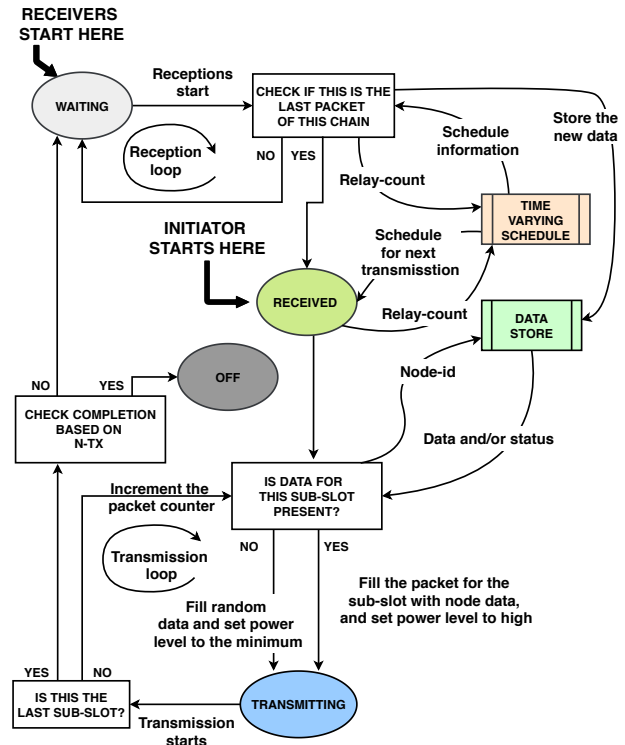 RECEIVERS
START HERE
WAITING
Receptions
start
CHECK IF THIS IS THE
LAST PACKET
OF THIS CHAIN
Store the
new data
Reception
loop
NO
YES
Schedule
information
Relay-count
TIME
VARYING
SCHEDULE
INITIATOR
STARTS HERE
Schedule
for next
transmisstion
RECEIVED
Relay-count
DATA
STORE
OFF
Node-id
NO
YES
CHECK COMPLETION
BASED ON
N-TX
Data and/or status
IS DATA FOR
THIS SUB-SLOT
PRESENT?
Increment the
packet counter
Transmission
loop
NO
YES
Fill random
data and set power
level to the minimum
Fill the packet for the
sub-slot with node data,
and set power level to high
YES
NO
IS THIS THE
LAST SUB-SLOT?
TRANSMITTING
Transmission
starts